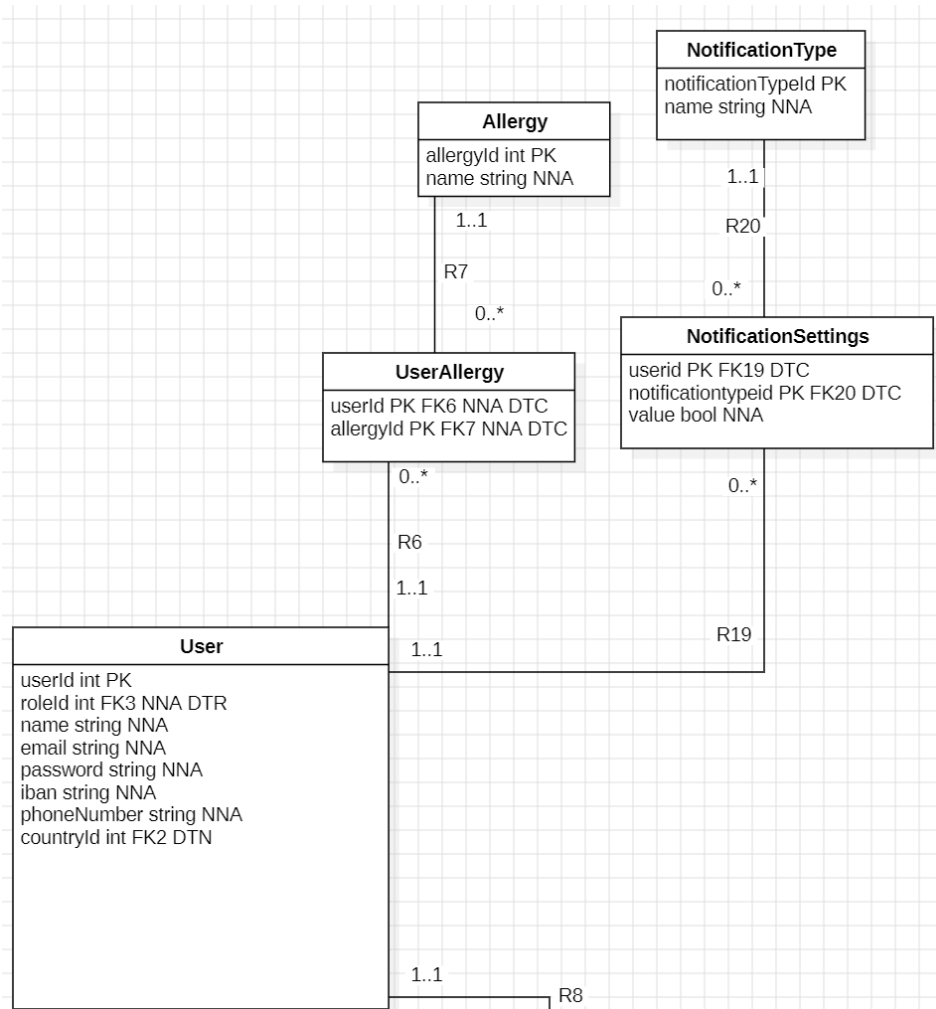 NotificationType
notificationTypeId PK
name string NNA
Allergy
allergyId int PK
name string NNA
1..1
R20
0..*
1..1
R7
0..*
NotificationSettings
userid PK FK19 DTC
notificationtypeid PK FK20 DTC
value bool NNA
UserAllergy
userId PK FK6 NNA DTC
allergyId PK FK7 NNA DTC
0..*
R6
1..1
0..*
R19
1..1
User
userId int PK
roleId int FK3 NNA DTR
name string NNA
email string NNA
password string NNA
iban string NNA
phoneNumber string NNA
countryId int FK2 DTN
1..1
R8